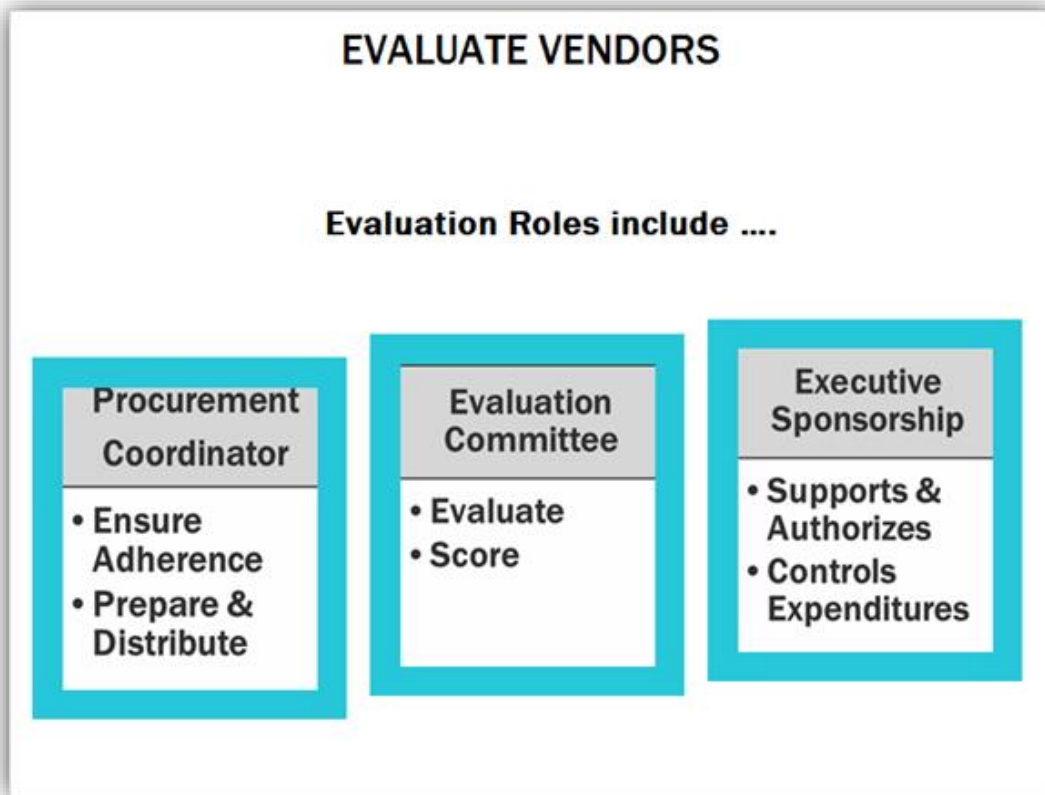 EVALUATE VENDORS
Evaluation Roles include ....
Procurement
Coordinator
• Ensure
Adherence
• Prepare &
Distribute
Evaluation
Committee
• Evaluate
• Score
Executive
Sponsorship
• Supports &
Authorizes
• Controls
Expenditures